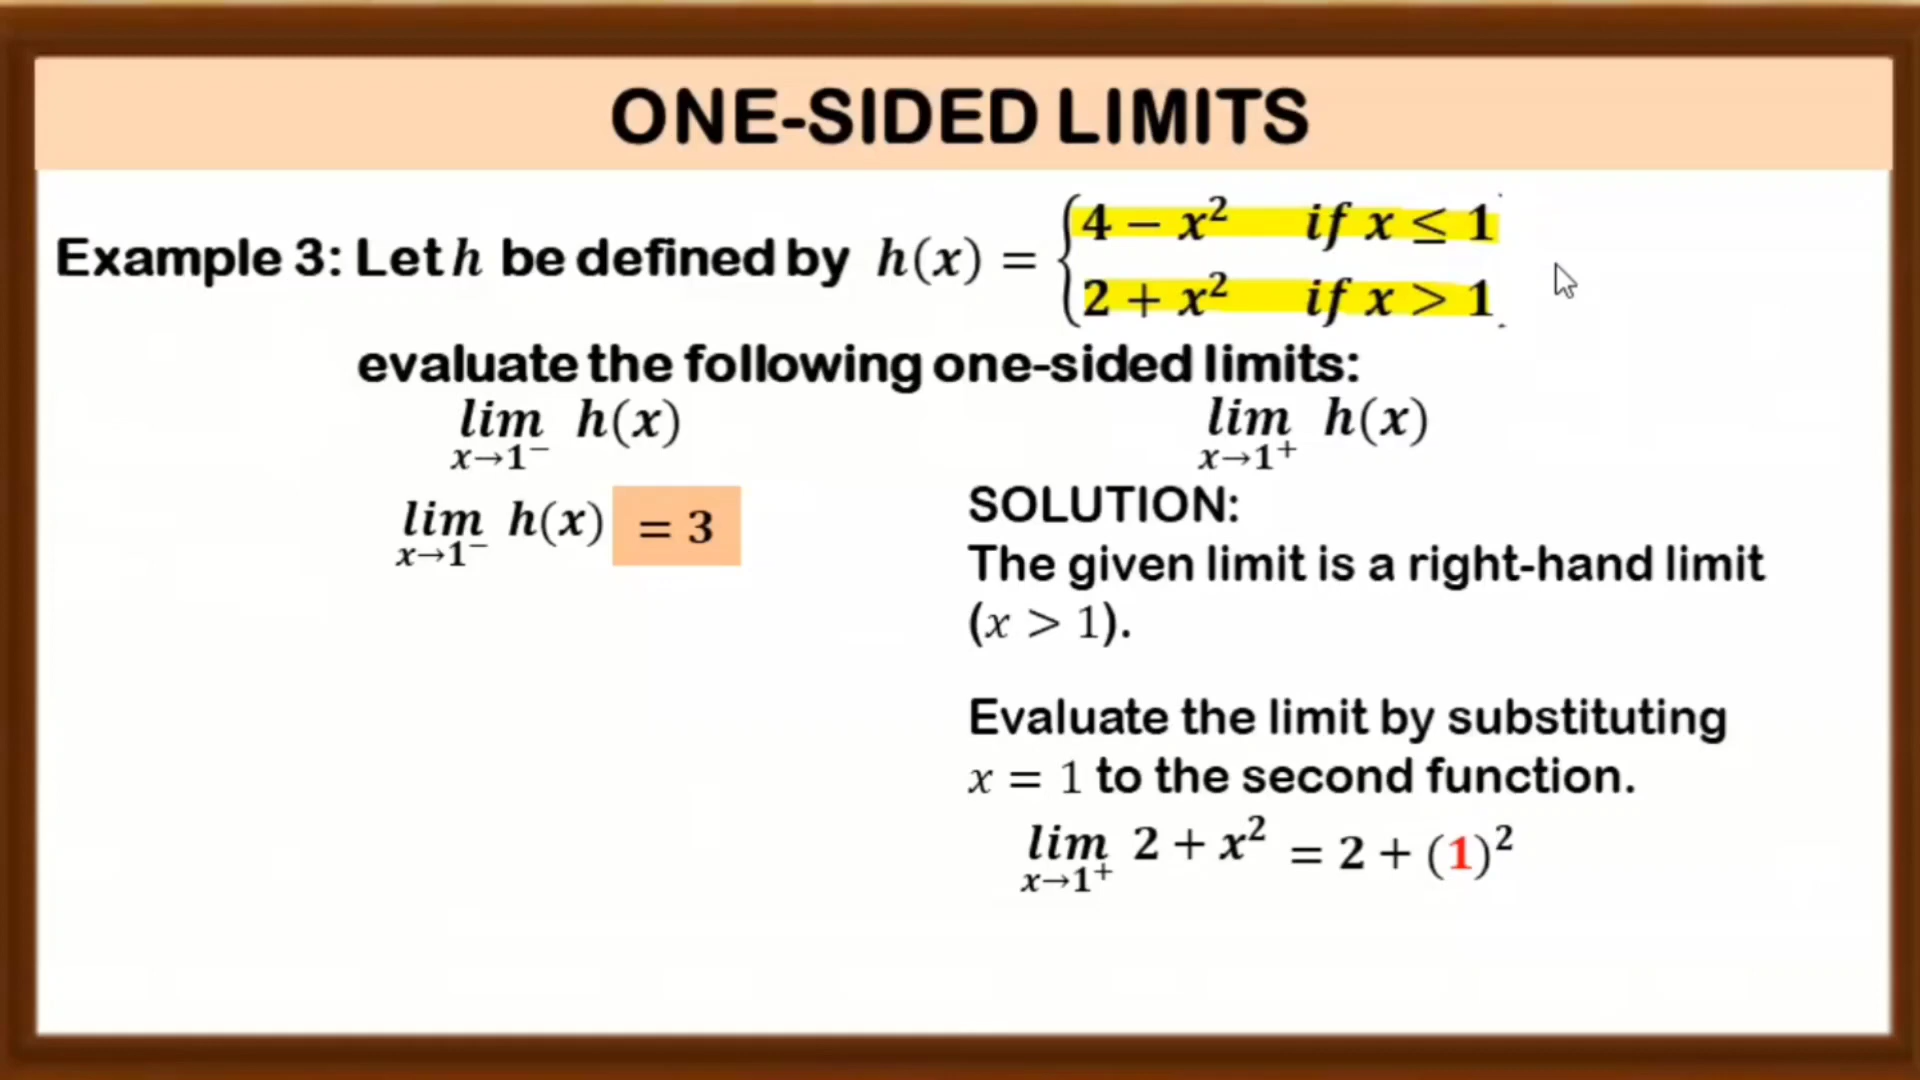 ONE-SIDED LIMITS
Example 3: Let h be defined by h(x) = { 4 − x² if x ≤ 1
2 + x² if x > 1
evaluate the following one-sided limits:
lim x→1⁻ h(x)
lim x→1⁺ h(x)
lim x→1⁻ h(x) = 3
SOLUTION:
The given limit is a right-hand limit
(x > 1).
Evaluate the limit by substituting
x = 1 to the second function.
lim x→1⁺ 2 + x² = 2 + (1)²